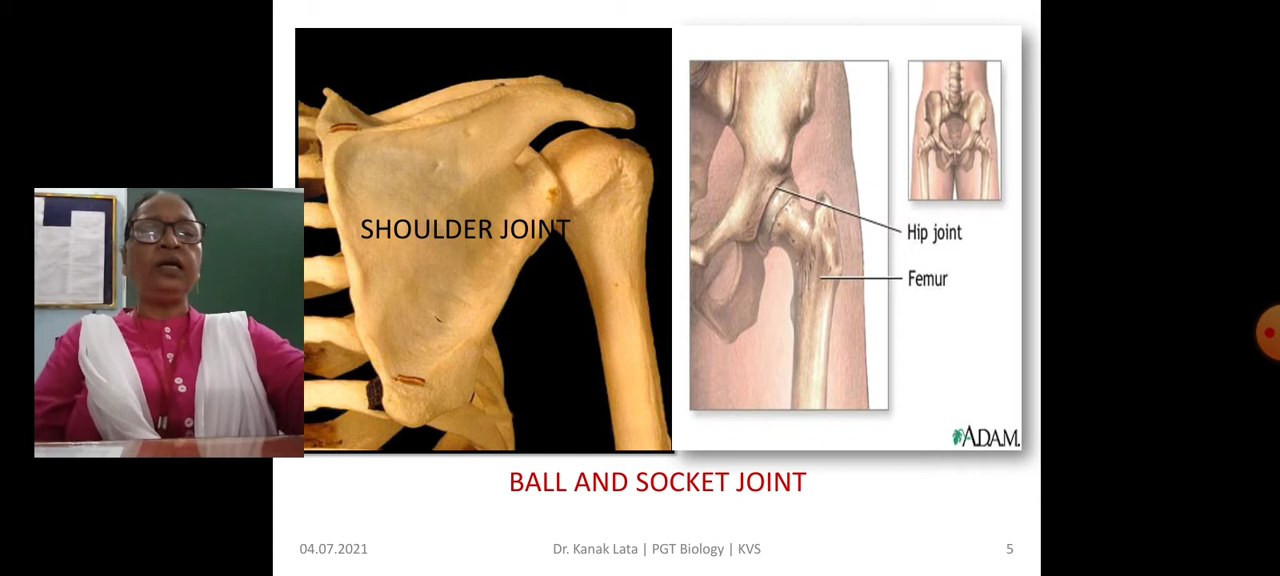 SHOULDER JOINT
Hip joint
Femur
ADAM.
BALL AND SOCKET JOINT
04.07.2021
Dr. Kanak Lata | PGT Biology | KVS
5